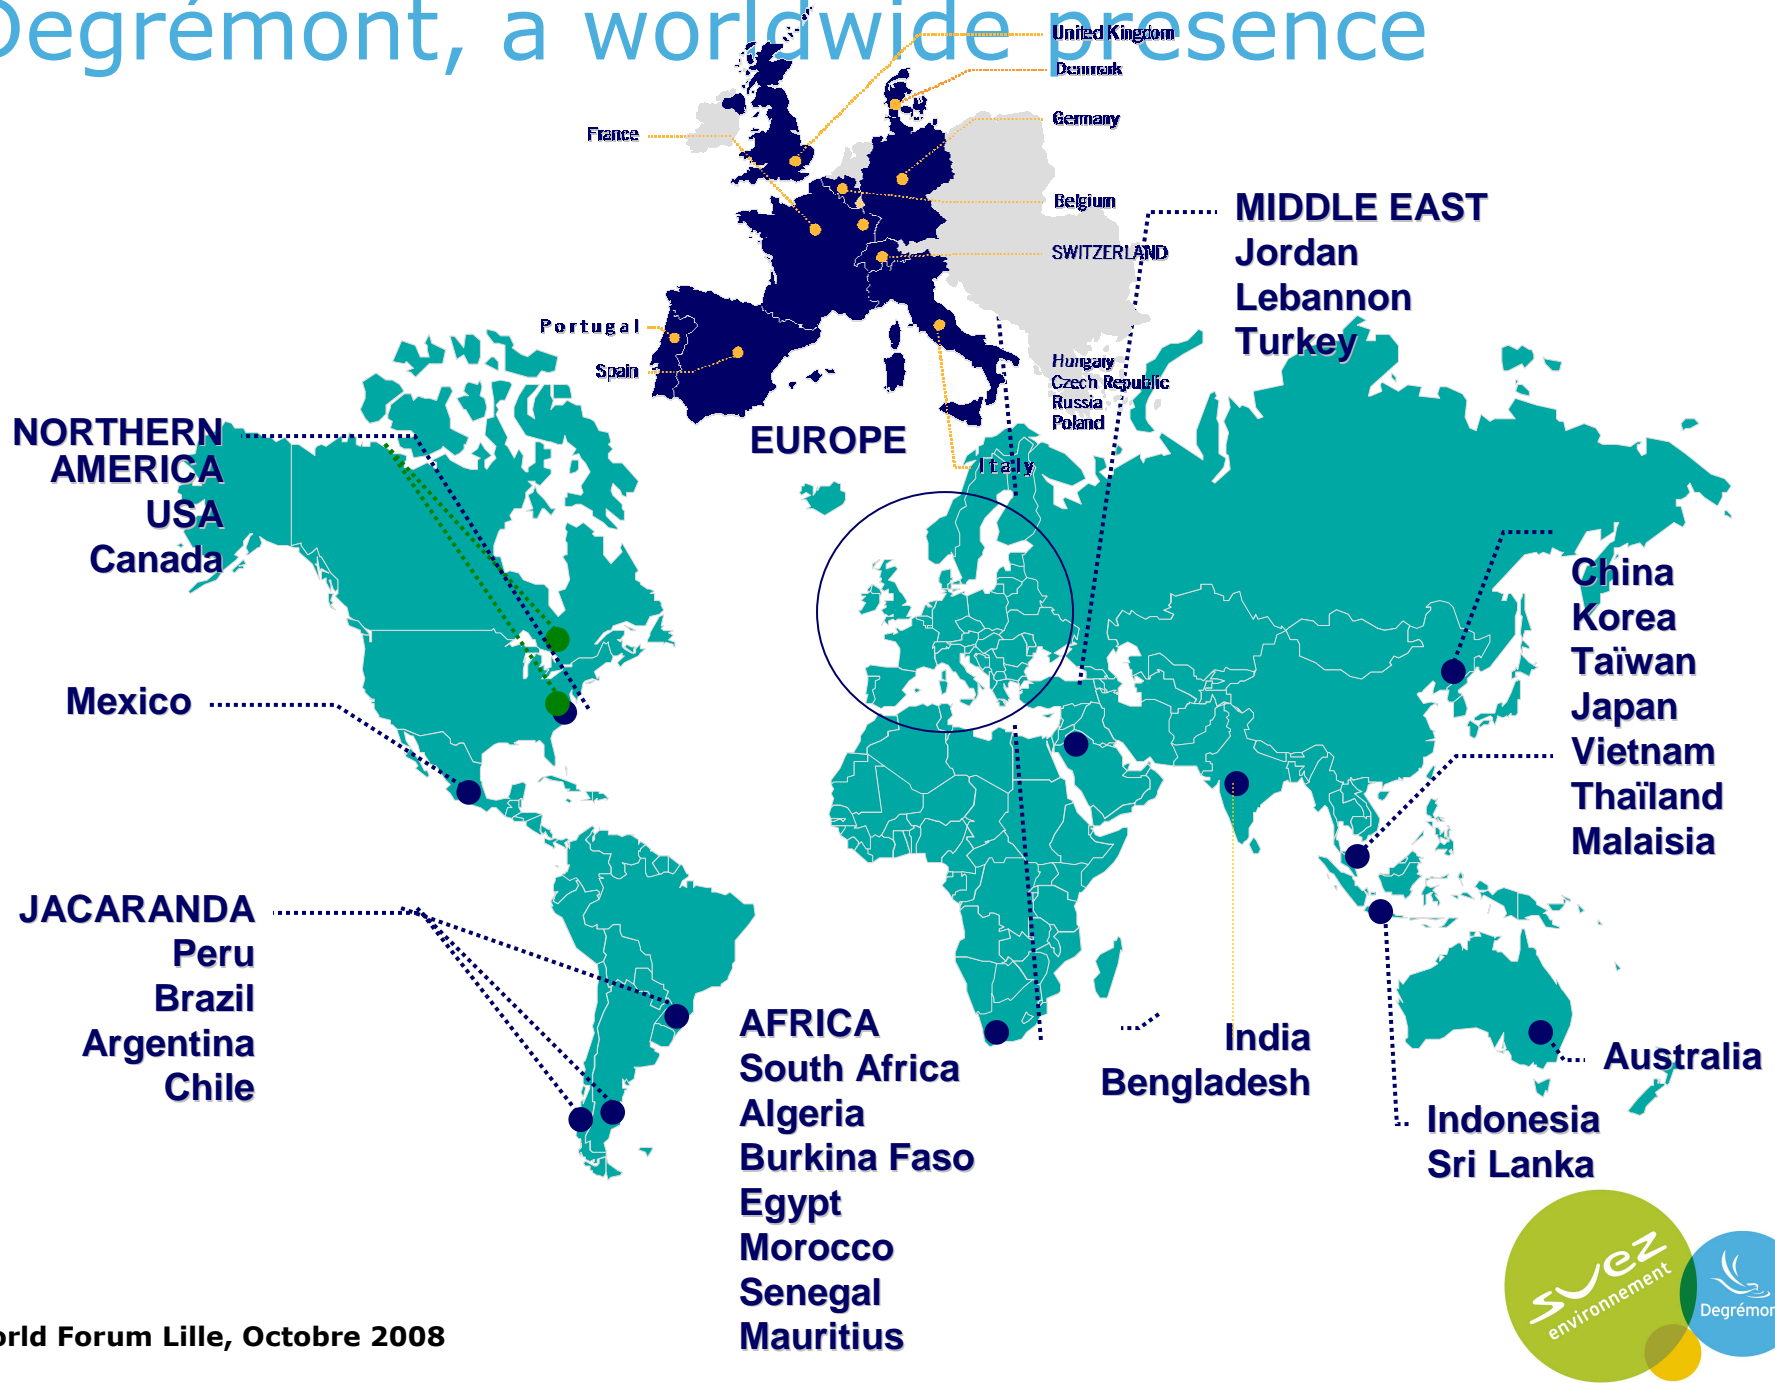 Degrémont, a worldwide presence
United Kingdom
Denmark
Germany
France
Belgium
SWITZERLAND
Portugal
Spain
Hungary
Czech Republic
Russia
Poland
Italy
EUROPE
MIDDLE EAST
Jordan
Lebannon
Turkey
NORTHERN
AMERICA
USA
Canada
Mexico
China
Korea
Taïwan
Japan
Vietnam
Thaïland
Malaisia
JACARANDA
Peru
Brazil
Argentina
Chile
AFRICA
South Africa
Algeria
Burkina Faso
Egypt
Morocco
Senegal
Mauritius
India
Bengladesh
Australia
Indonesia
Sri Lanka
orld Forum Lille, Octobre 2008
suez
environnement
Degrémon